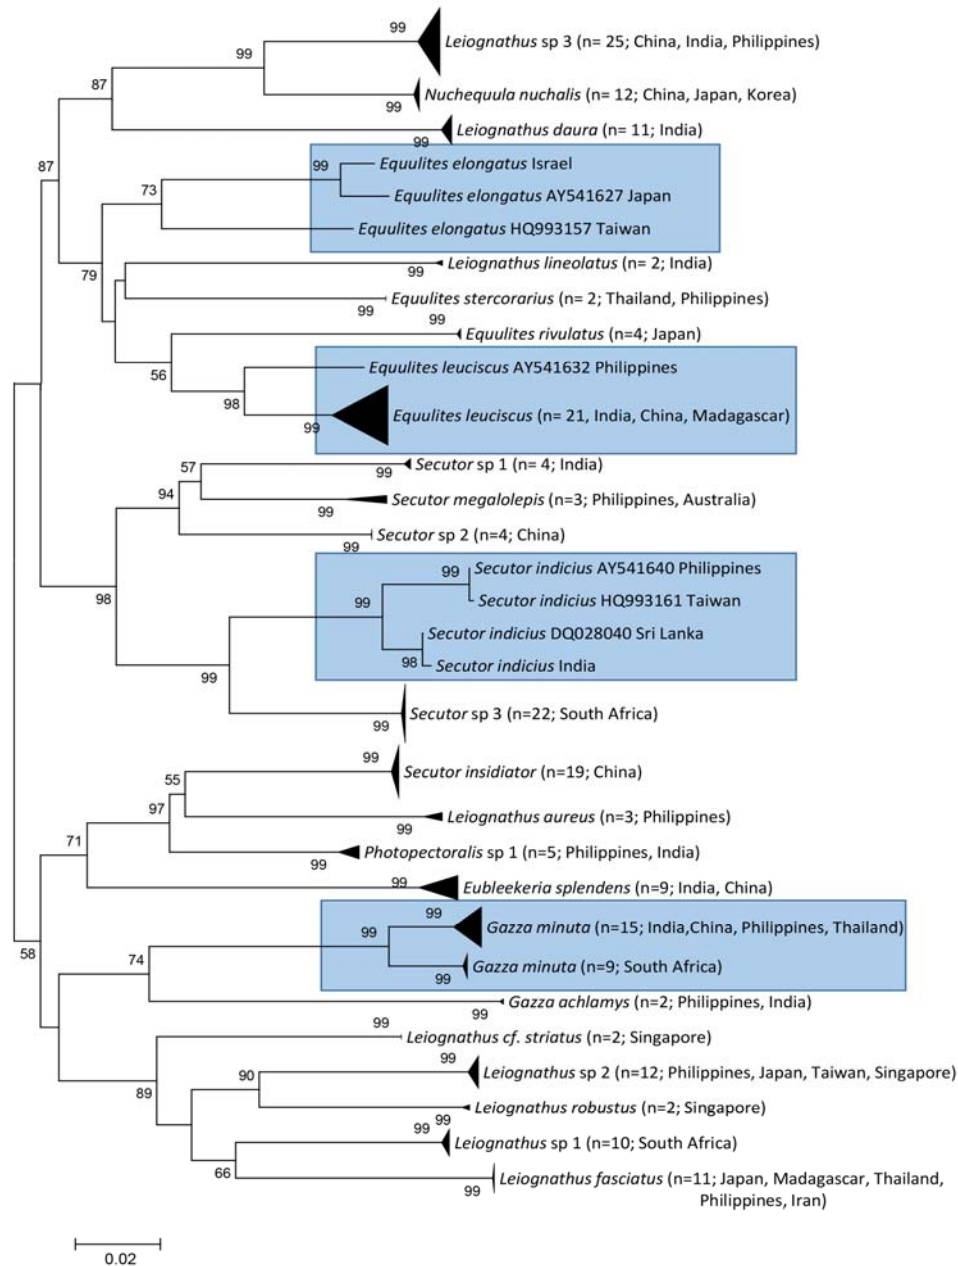 99
Leiognathus sp 3 (n= 25; China, India, Philippines)
99
87
Nuchequula nuchalis (n= 12; China, Japan, Korea)
99
Leiognathus daura (n= 11; India)
99
87
99
Equulites elongatus Israel
73
Equulites elongatus AY541627 Japan
Equulites elongatus HQ993157 Taiwan
79
Leiognathus lineolatus (n= 2; India)
99
Equulites stercorarius (n= 2; Thailand, Philippines)
99
99
Equulites rivulatus (n=4; Japan)
56
Equulites leuciscus AY541632 Philippines
98
Equulites leuciscus (n= 21, India, China, Madagascar)
99
57
Secutor sp 1 (n= 4; India)
99
94
Secutor megalolepis (n=3; Philippines, Australia)
99
Secutor sp 2 (n=4; China)
99
98
99
Secutor indicius AY541640 Philippines
99
Secutor indicius HQ993161 Taiwan
Secutor indicius DQ028040 Sri Lanka
98
Secutor indicius India
99
Secutor sp 3 (n=22; South Africa)
99
99
Secutor insidiator (n=19; China)
55
97
Leiognathus aureus (n=3; Philippines)
99
71
Photopectoralis sp 1 (n=5; Philippines, India)
99
99
Eubleekeria splendens (n=9; India, China)
58
99
99
Gazza minuta (n=15; India,China, Philippines, Thailand)
74
Gazza minuta (n=9; South Africa)
99
Gazza achlamys (n=2; Philippines, India)
99
99
Leiognathus cf. striatus (n=2; Singapore)
89
99
90
Leiognathus sp 2 (n=12; Philippines, Japan, Taiwan, Singapore)
Leiognathus robustus (n=2; Singapore)
99
99
Leiognathus sp 1 (n=10; South Africa)
66
Leiognathus fasciatus (n=11; Japan, Madagascar, Thailand,
99
Philippines, Iran)
0.02